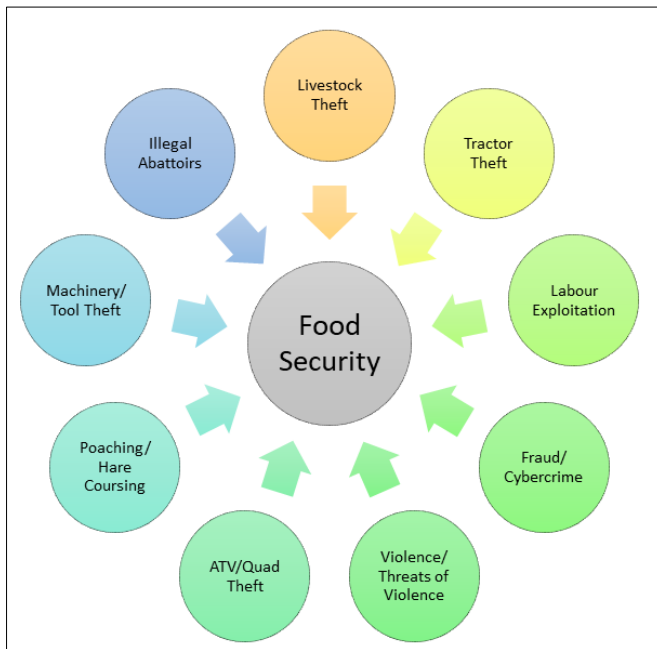 Livestock
Theft
Tractor
Theft
Labour
Exploitation
Fraud/
Cybercrime
Violence/
Threats of
Violence
ATV/Quad
Theft
Poaching/
Hare
Coursing
Machinery/
Tool Theft
Illegal
Abattoirs
Food
Security